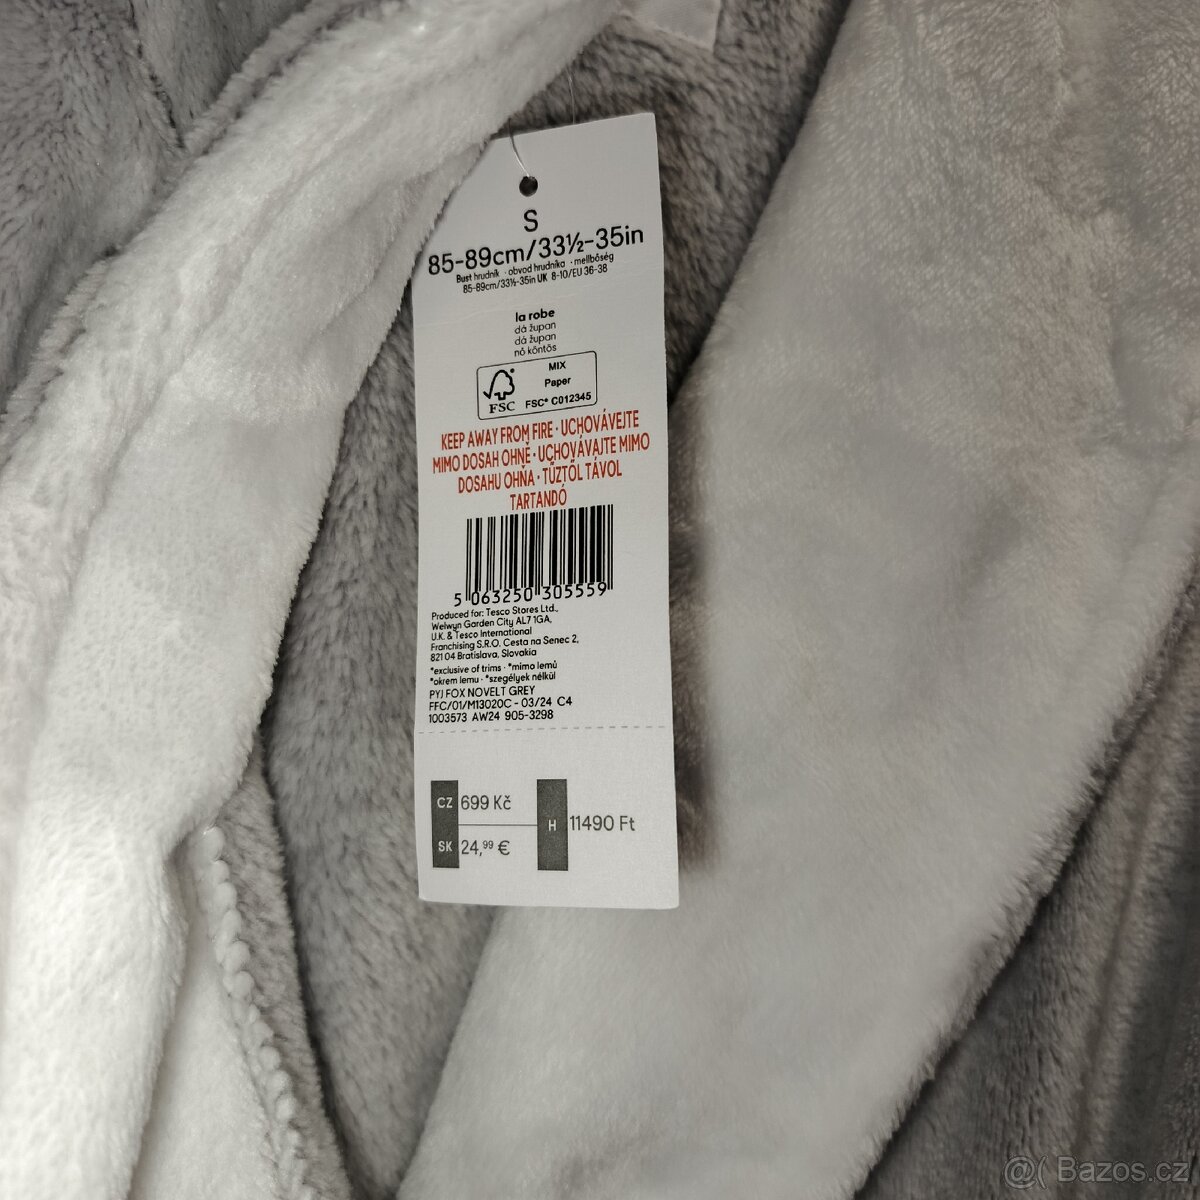 S
85-89cm/33½-35in
Bust hrudník · obvod hrudníka · mellbőség
85-89cm/33½-35in UK 8-10/EU 36-38
la robe
dá župan
dá župan
nó köntös
MIX
Paper
FSC FSC® C012345
KEEP AWAY FROM FIRE · UCHOVÁVEJTE
MIMO DOSAH OHNĚ · UCHOVÁVAJTE MIMO
DOSAHU OHŇA · TŰZTŐL TÁVOL
TARTANDÓ
5 063250 305559
Produced for: Tesco Stores Ltd.,
Welwyn Garden City AL7 1GA,
U.K. & Tesco International
Franchising S.R.O. Cesta na Senec 2,
821 04 Bratislava, Slovakia
*exclusive of trims · *mimo lemů
*okrem lemu · *szegélyek nélkül
PYJ FOX NOVELT GREY
FFC/01/M13020C - 03/24 C4
1003573 AW24 905-3298
CZ 699 Kč
H 11490 Ft
SK 24,99 €
@( Bazos.cz